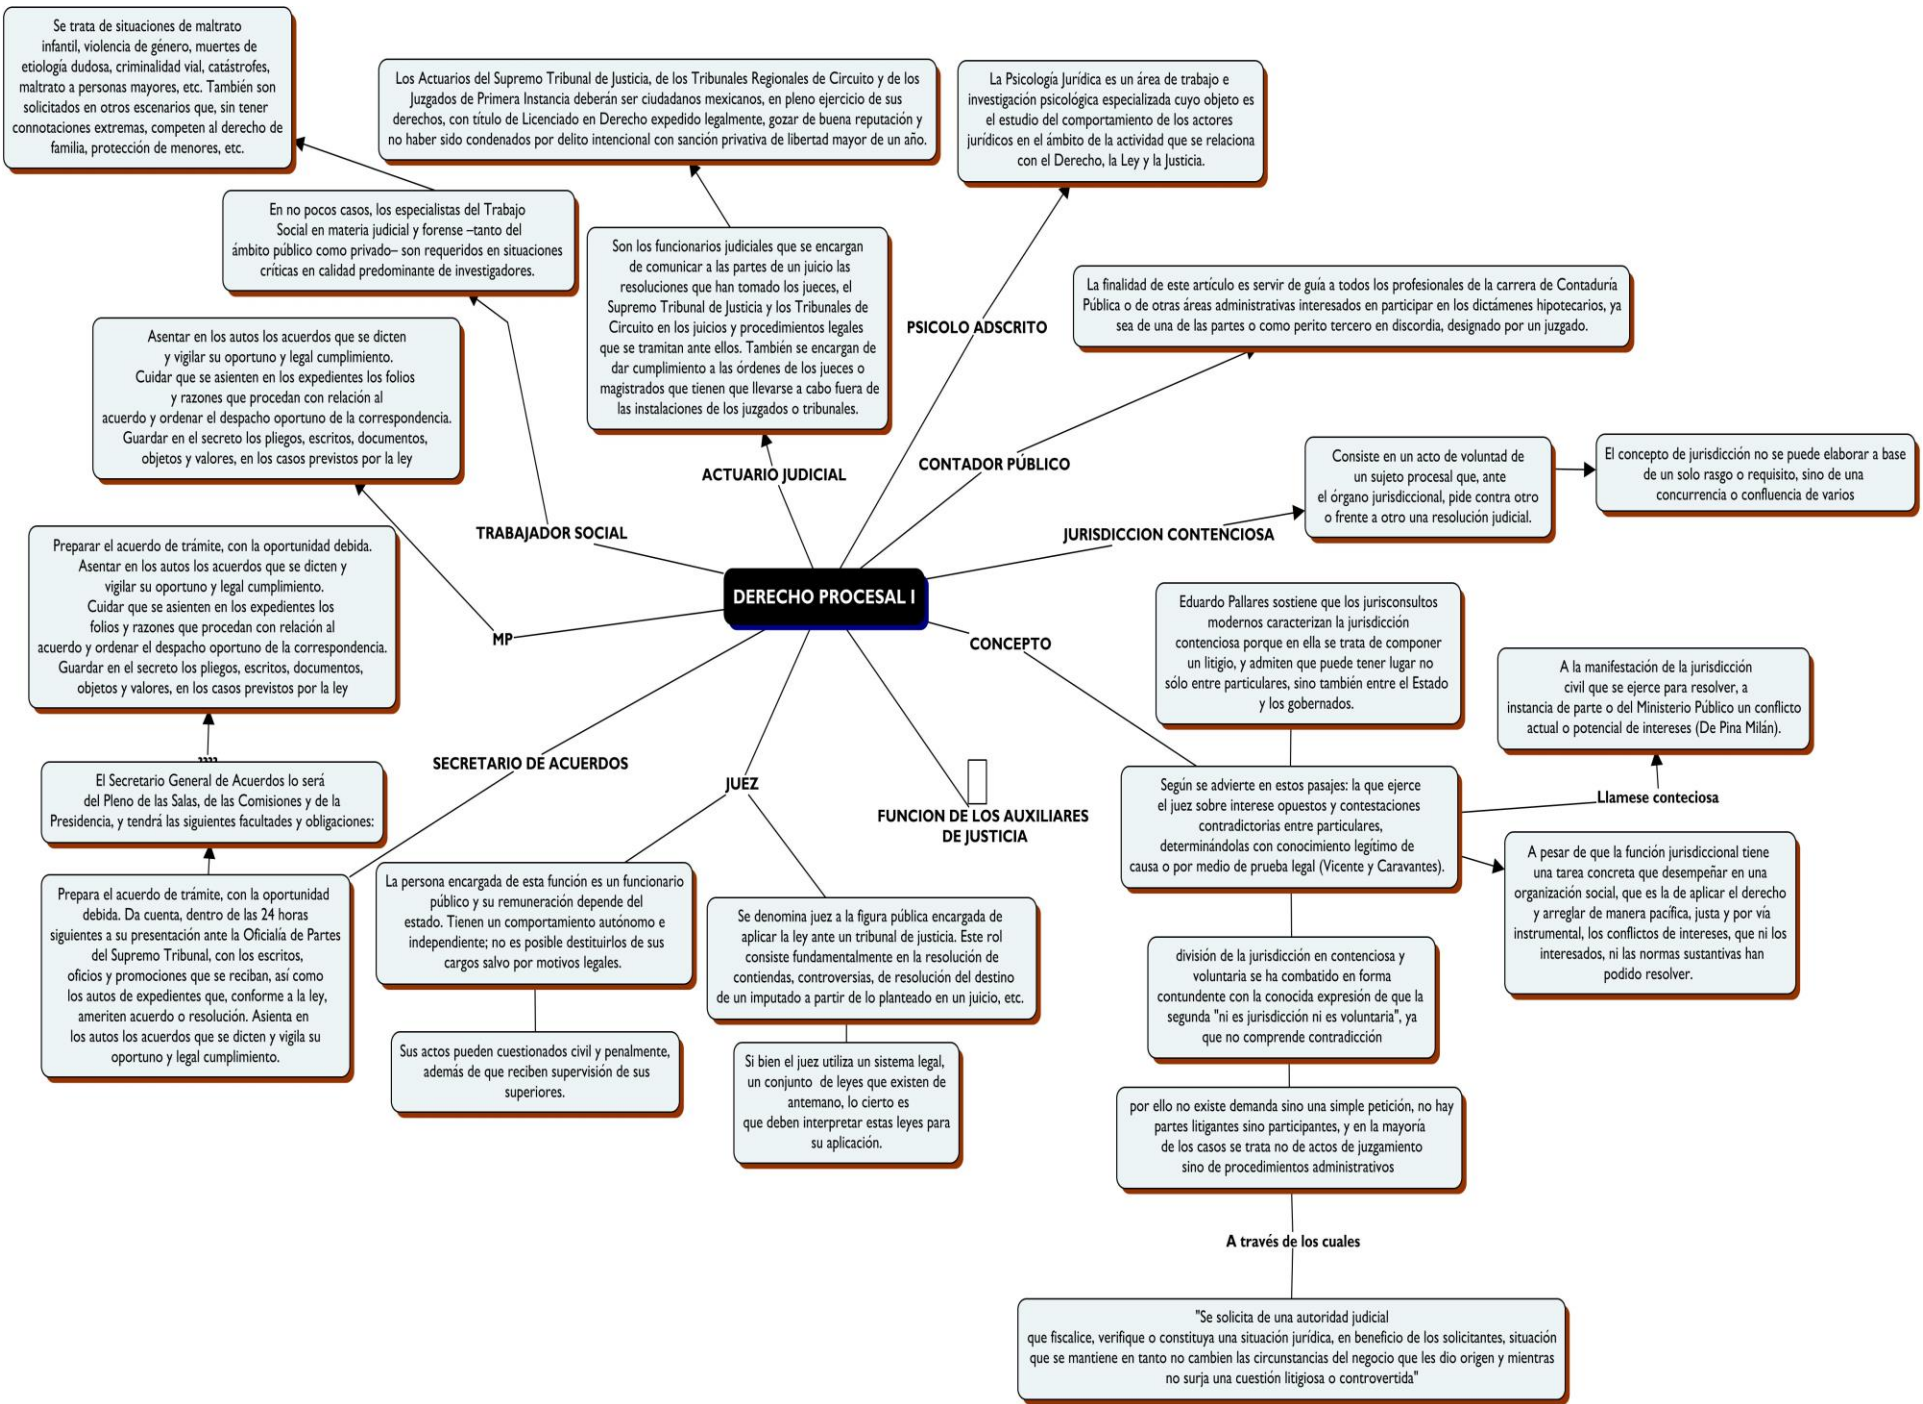 Se trata de situaciones de maltrato
infantil, violencia de género, muertes de
etiología dudosa, criminalidad vial, catástrofes,
maltrato a personas mayores, etc. También son
solicitados en otros escenarios que, sin tener
connotaciones extremas, competen al derecho de
familia, protección de menores, etc.
Los Actuarios del Supremo Tribunal de Justicia, de los Tribunales Regionales de Circuito y de los
Juzgados de Primera Instancia deberán ser ciudadanos mexicanos, en pleno ejercicio de sus
derechos, con título de Licenciado en Derecho expedido legalmente, gozar de buena reputación y
no haber sido condenados por delito intencional con sanción privativa de libertad mayor de un año.
La Psicología Jurídica es un área de trabajo e
investigación psicológica especializada cuyo objeto es
el estudio del comportamiento de los actores
jurídicos en el ámbito de la actividad que se relaciona
con el Derecho, la Ley y la Justicia.
En no pocos casos, los especialistas del Trabajo
Social en materia judicial y forense –tanto del
ámbito público como privado– son requeridos en situaciones
críticas en calidad predominante de investigadores.
Son los funcionarios judiciales que se encargan
de comunicar a las partes de un juicio las
resoluciones que han tomado los jueces, el
Supremo Tribunal de Justicia y los Tribunales de
Circuito en los juicios y procedimientos legales
que se tramitan ante ellos. También se encargan de
dar cumplimiento a las órdenes de los jueces o
magistrados que tienen que llevarse a cabo fuera de
las instalaciones de los juzgados o tribunales.
La finalidad de este artículo es servir de guía a todos los profesionales de la carrera de Contaduría
Pública o de otras áreas administrativas interesados en participar en los dictámenes hipotecarios, ya
sea de una de las partes o como perito tercero en discordia, designado por un juzgado.
PSICOLO ADSCRITO
Asentar en los autos los acuerdos que se dicten
y vigilar su oportuno y legal cumplimiento.
Cuidar que se asienten en los expedientes los folios
y razones que procedan con relación al
acuerdo y ordenar el despacho oportuno de la correspondencia.
Guardar en el secreto los pliegos, escritos, documentos,
objetos y valores, en los casos previstos por la ley
ACTUARIO JUDICIAL
CONTADOR PÚBLICO
Consiste en un acto de voluntad de
un sujeto procesal que, ante
el órgano jurisdiccional, pide contra otro
o frente a otro una resolución judicial.
El concepto de jurisdicción no se puede elaborar a base
de un solo rasgo o requisito, sino de una
concurrencia o confluencia de varios
TRABAJADOR SOCIAL
JURISDICCION CONTENCIOSA
Preparar el acuerdo de trámite, con la oportunidad debida.
Asentar en los autos los acuerdos que se dicten y
vigilar su oportuno y legal cumplimiento.
Cuidar que se asienten en los expedientes los
folios y razones que procedan con relación al
acuerdo y ordenar el despacho oportuno de la correspondencia.
Guardar en el secreto los pliegos, escritos, documentos,
objetos y valores, en los casos previstos por la ley
DERECHO PROCESAL I
MP
CONCEPTO
Eduardo Pallares sostiene que los jurisconsultos
modernos caracterizan la jurisdicción
contenciosa porque en ella se trata de componer
un litigio, y admiten que puede tener lugar no
sólo entre particulares, sino también entre el Estado
y los gobernados.
A la manifestación de la jurisdicción
civil que se ejerce para resolver, a
instancia de parte o del Ministerio Público un conflicto
actual o potencial de intereses (De Pina Milán).
????
El Secretario General de Acuerdos lo será
del Pleno de las Salas, de las Comisiones y de la
Presidencia, y tendrá las siguientes facultades y obligaciones:
SECRETARIO DE ACUERDOS
JUEZ
FUNCION DE LOS AUXILIARES
DE JUSTICIA
Según se advierte en estos pasajes: la que ejerce
el juez sobre interese opuestos y contestaciones
contradictorias entre particulares,
determinándolas con conocimiento legítimo de
causa o por medio de prueba legal (Vicente y Caravantes).
Llamese conteciosa
A pesar de que la función jurisdiccional tiene
una tarea concreta que desempeñar en una
organización social, que es la de aplicar el derecho
y arreglar de manera pacífica, justa y por vía
instrumental, los conflictos de intereses, que ni los
interesados, ni las normas sustantivas han
podido resolver.
Prepara el acuerdo de trámite, con la oportunidad
debida. Da cuenta, dentro de las 24 horas
siguientes a su presentación ante la Oficialía de Partes
del Supremo Tribunal, con los escritos,
oficios y promociones que se reciban, así como
los autos de expedientes que, conforme a la ley,
ameriten acuerdo o resolución. Asienta en
los autos los acuerdos que se dicten y vigila su
oportuno y legal cumplimiento.
La persona encargada de esta función es un funcionario
público y su remuneración depende del
estado. Tienen un comportamiento autónomo e
independiente; no es posible destituirlos de sus
cargos salvo por motivos legales.
Se denomina juez a la figura pública encargada de
aplicar la ley ante un tribunal de justicia. Este rol
consiste fundamentalmente en la resolución de
contiendas, controversias, de resolución del destino
de un imputado a partir de lo planteado en un juicio, etc.
división de la jurisdicción en contenciosa y
voluntaria se ha combatido en forma
contundente con la conocida expresión de que la
segunda "ni es jurisdicción ni es voluntaria", ya
que no comprende contradicción
Sus actos pueden cuestionados civil y penalmente,
además de que reciben supervisión de sus
superiores.
Si bien el juez utiliza un sistema legal,
un conjunto de leyes que existen de
antemano, lo cierto es
que deben interpretar estas leyes para
su aplicación.
por ello no existe demanda sino una simple petición, no hay
partes litigantes sino participantes, y en la mayoría
de los casos se trata no de actos de juzgamiento
sino de procedimientos administrativos
A través de los cuales
"Se solicita de una autoridad judicial
que fiscalice, verifique o constituya una situación jurídica, en beneficio de los solicitantes, situación
que se mantiene en tanto no cambien las circunstancias del negocio que les dio origen y mientras
no surja una cuestión litigiosa o controvertida"